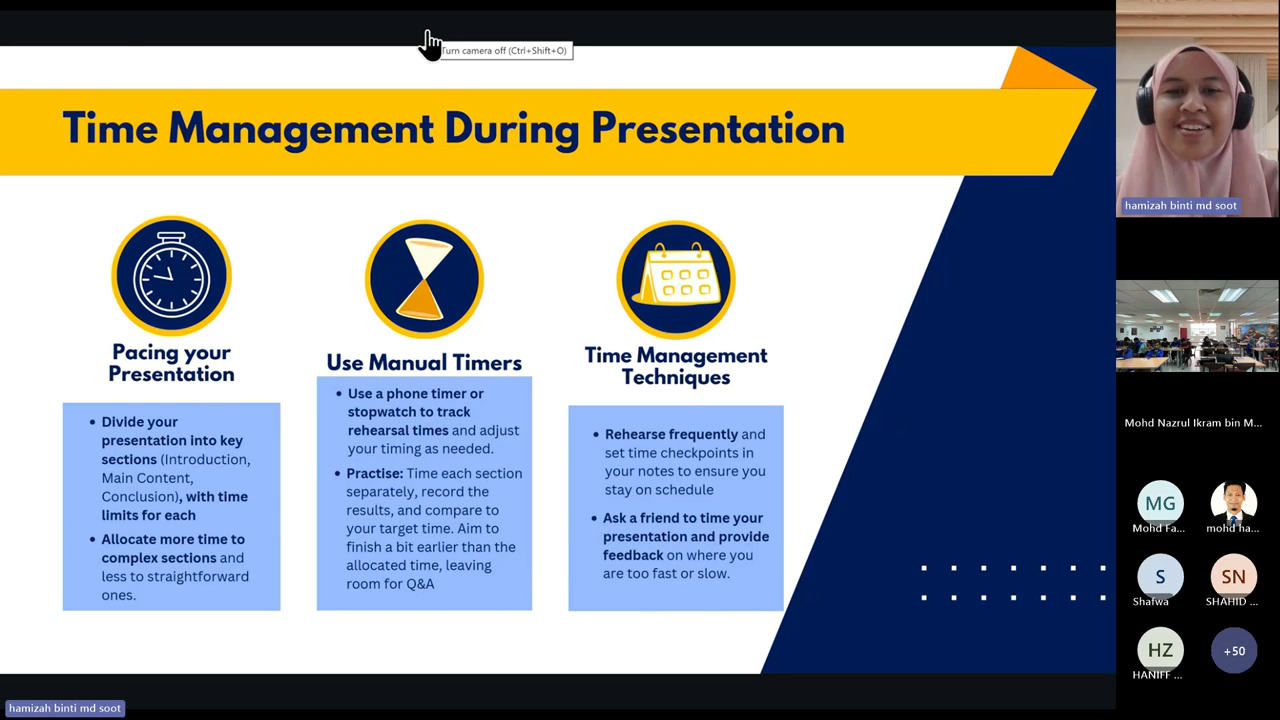 Turn camera off (Ctrl+Shift+O)
Time Management During Presentation
Pacing your
Presentation
• Divide your
presentation into key
sections (Introduction,
Main Content,
Conclusion), with time
limits for each
• Allocate more time to
complex sections and
less to straightforward
ones.
Use Manual Timers
• Use a phone timer or
stopwatch to track
rehearsal times and adjust
your timing as needed.
• Practise: Time each section
separately, record the
results, and compare to
your target time. Aim to
finish a bit earlier than the
allocated time, leaving
room for Q&A
Time Management
Techniques
• Rehearse frequently and
set time checkpoints in
your notes to ensure you
stay on schedule
• Ask a friend to time your
presentation and provide
feedback on where you
are too fast or slow.
hamizah binti md soot
Mohd Nazrul Ikram bin M...
MG
Mohd Fa...
mohd ha...
S
Shafwa
SN
SHAHID ...
HZ
HANIFF ...
+50
hamizah binti md soot